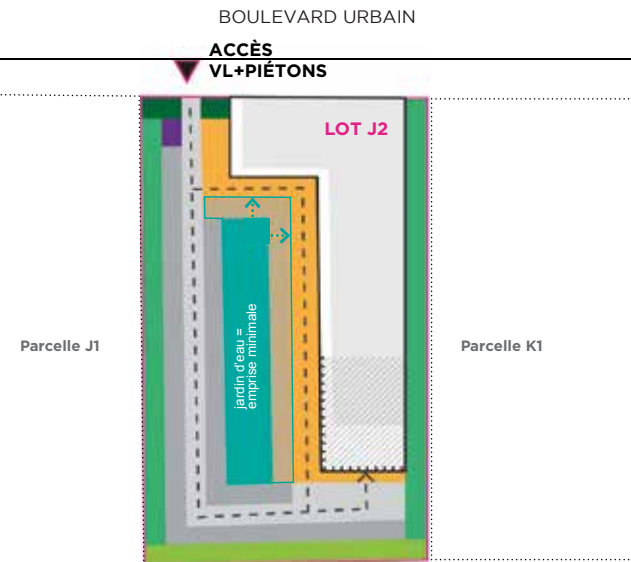 BOULEVARD URBAIN
ACCÈS
VL+PIÉTONS
LOT J2
Parcelle J1
jardin d'eau =
emprise minimale
Parcelle K1